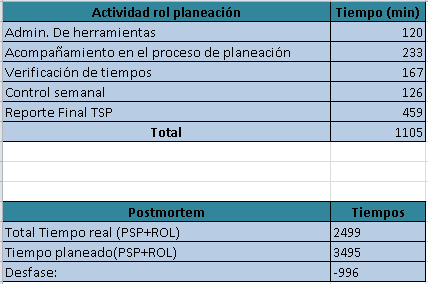 Actividad rol planeación Tiempo (min)
Admin. De herramientas 120
Acompañamiento en el proceso de planeación 233
Verificación de tiempos 167
Control semanal 126
Reporte Final TSP 459
Total 1105
Postmortem Tiempos
Total Tiempo real (PSP+ROL) 2499
Tiempo planeado(PSP+ROL) 3495
Desfase: -996